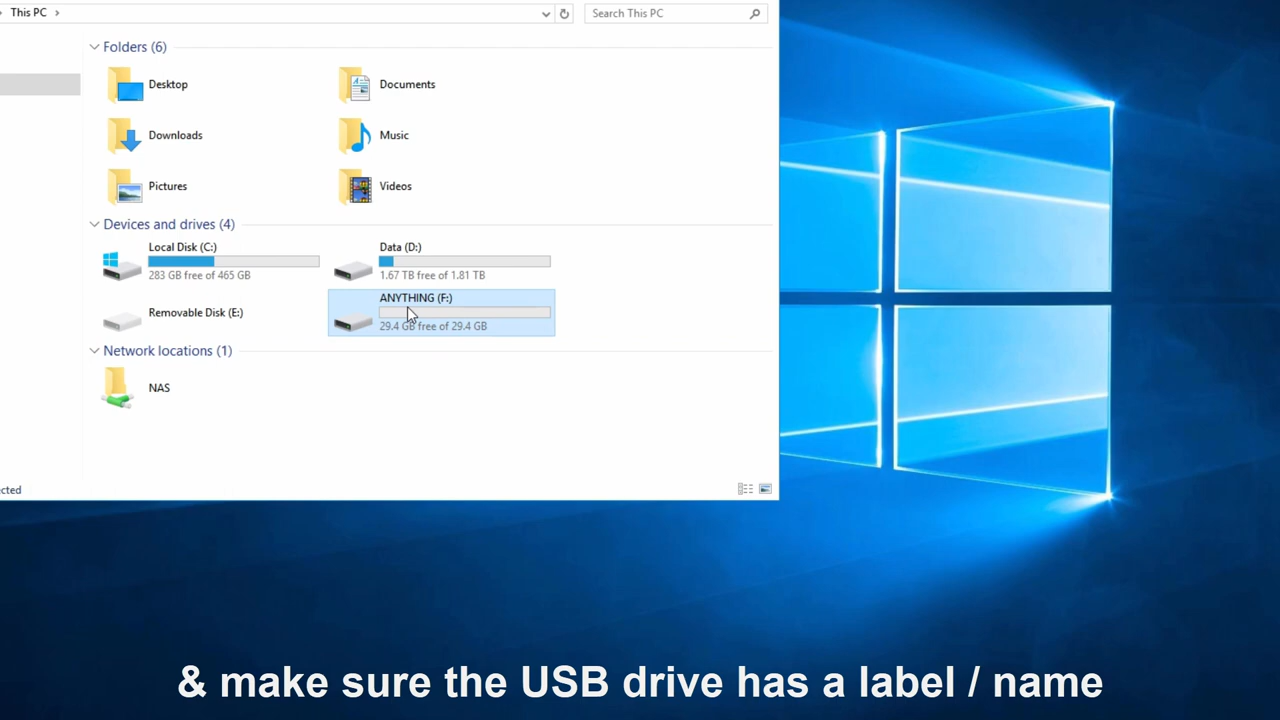 This PC
Search This PC
Folders (6)
Desktop
Documents
Downloads
Music
Pictures
Videos
Devices and drives (4)
Local Disk (C:)
283 GB free of 465 GB
Data (D:)
1.67 TB free of 1.81 TB
Removable Disk (E:)
ANYTHING (F:)
29.4 GB free of 29.4 GB
Network locations (1)
NAS
cted
& make sure the USB drive has a label / name